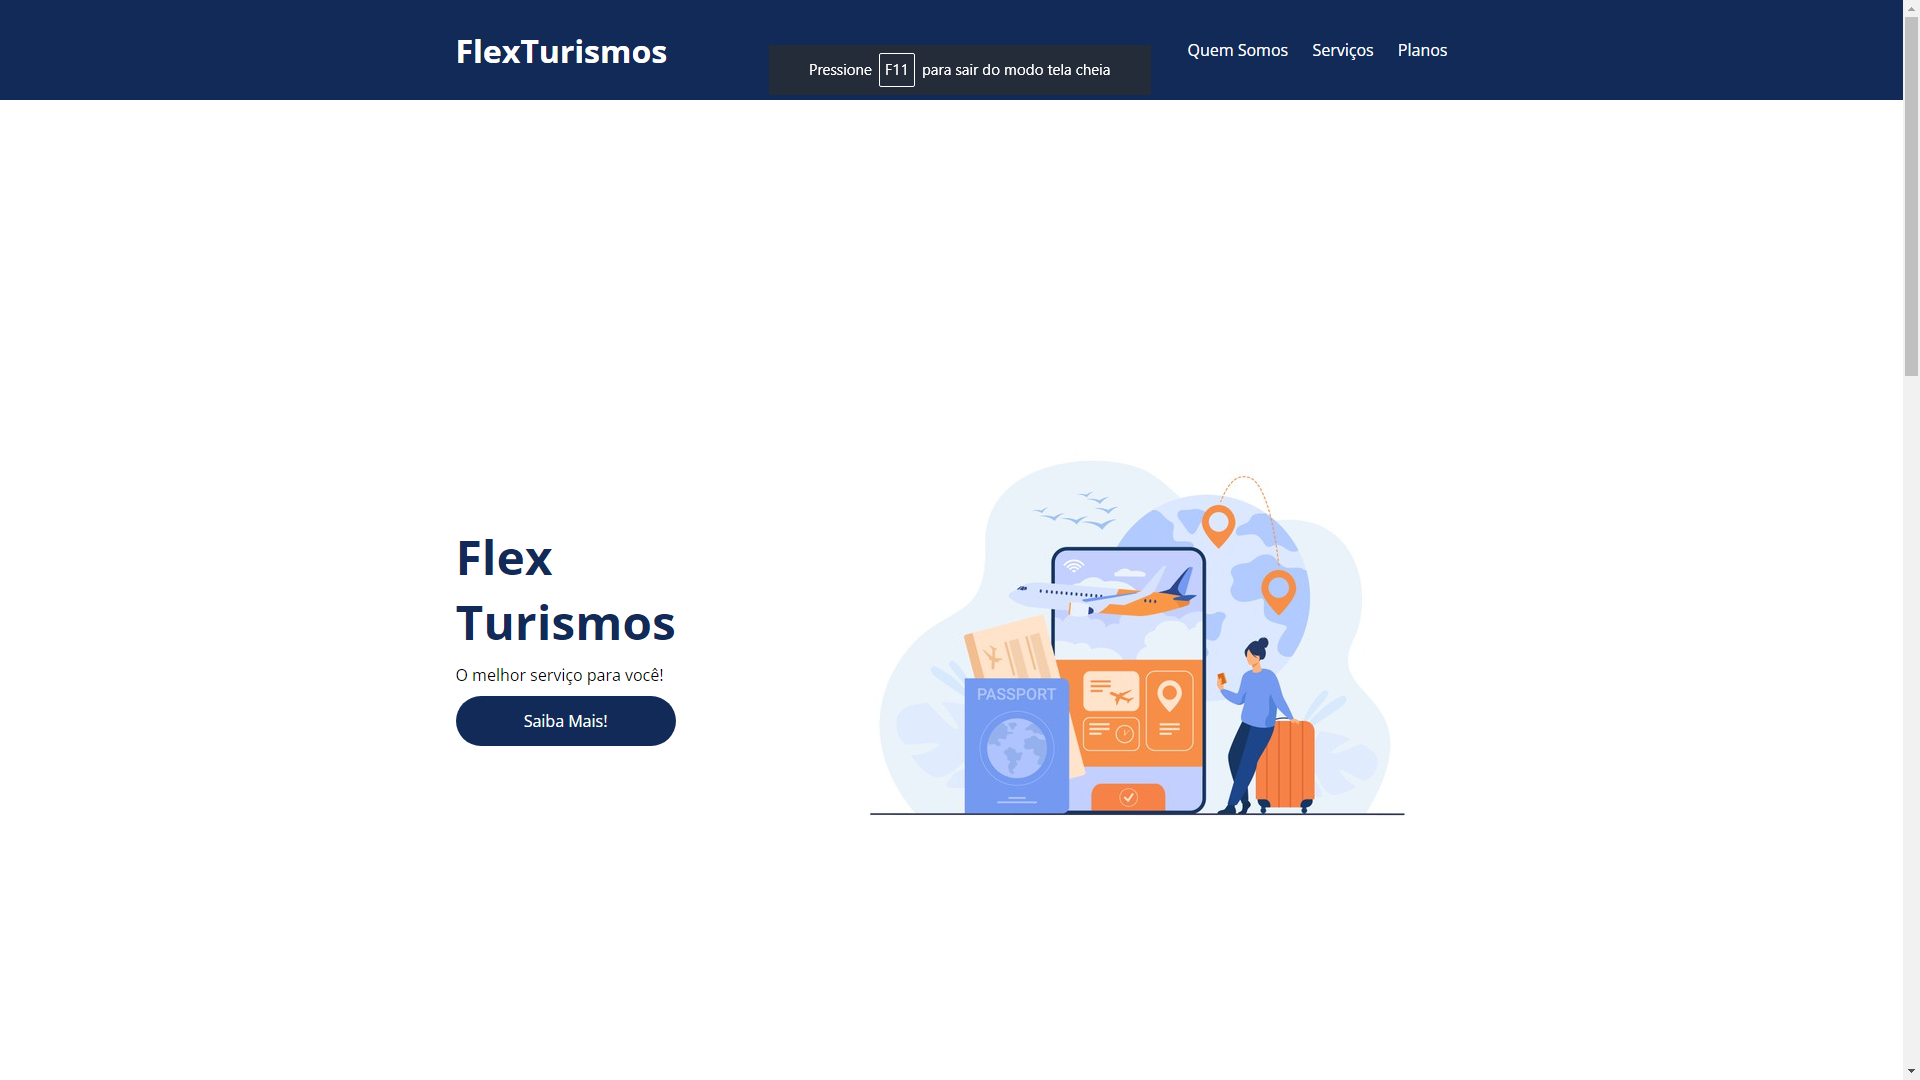 FlexTurismos
Pressione F11 para sair do modo tela cheia
Quem Somos Serviços Planos
Flex
Turismos
O melhor serviço para você!
Saiba Mais!
PASSPORT